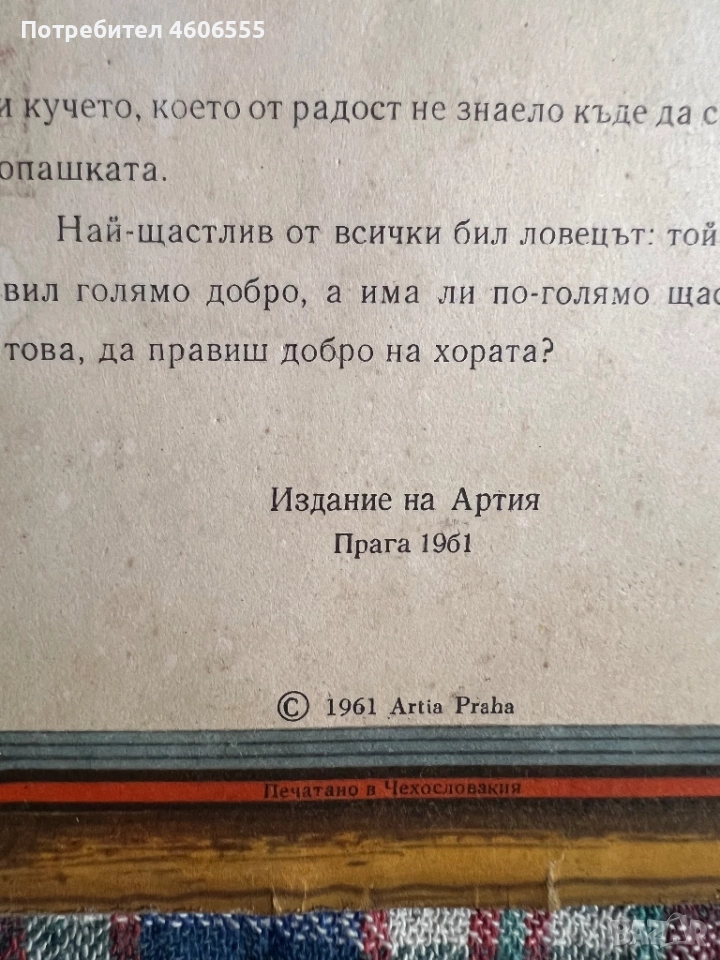 Потребител 4606555
и кучето, което от радост не знаело къде да с
опашката.
Най-щастлив от всички бил ловецът: той
вил голямо добро, а има ли по-голямо щас
това, да правиш добро на хората?
Издание на Артия
Прага 1961
© 1961 Artia Praha
Печатано в Чехословакия